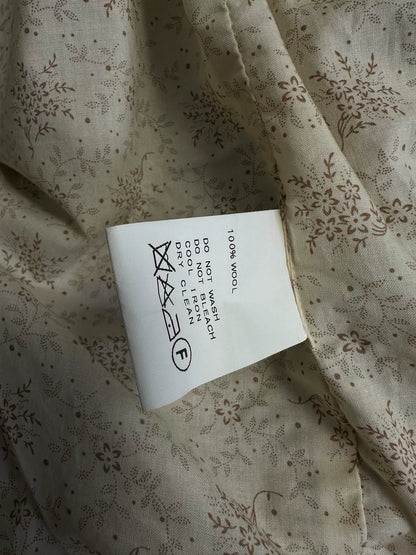 100% WOOL
DO NOT WASH
DO NOT BLEACH
COOL IRON
DRY CLEAN
F